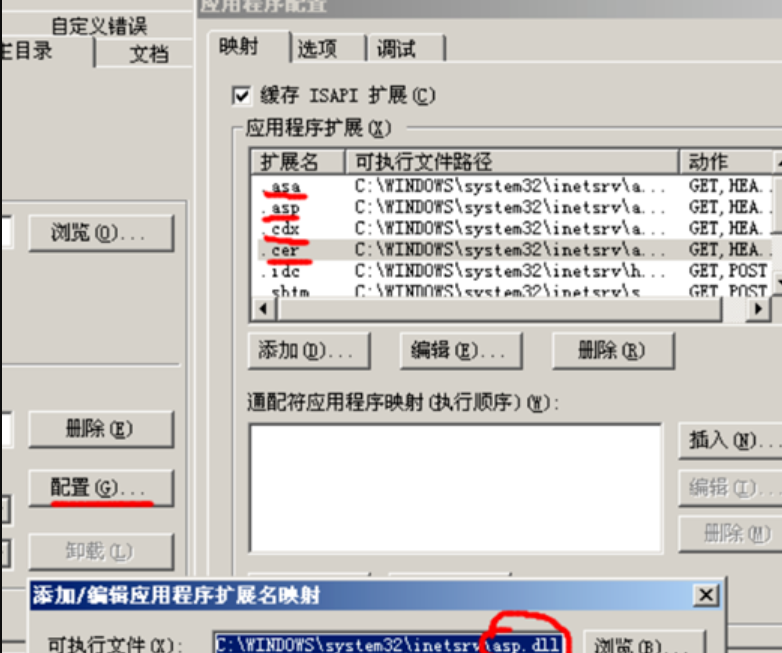 应用程序配置
自定义错误
主目录
文档
映射
选项
调试
缓存 ISAPI 扩展(C)
应用程序扩展(X)
扩展名 可执行文件路径 动作
.asa C:\WINDOWS\system32\inetsrv\a... GET,HEA...
.asp C:\WINDOWS\system32\inetsrv\a... GET,HEA...
.cdx C:\WINDOWS\system32\inetsrv\a... GET,HEA...
.cer C:\WINDOWS\system32\inetsrv\a... GET,HEA...
.idc C:\WINDOWS\system32\inetsrv\h... GET,POST
.shtm C:\WINDOWS\system32\inetsrv\s... GET,POST
浏览(O)...
添加(D)...
编辑(E)...
删除(R)
通配符应用程序映射(执行顺序)(W):
删除(E)
插入(N)...
配置(G)...
编辑(I)...
卸载(L)
删除(M)
添加/编辑应用程序扩展名映射
可执行文件(X): C:\WINDOWS\system32\inetsrv\asp.dll 浏览(B)...